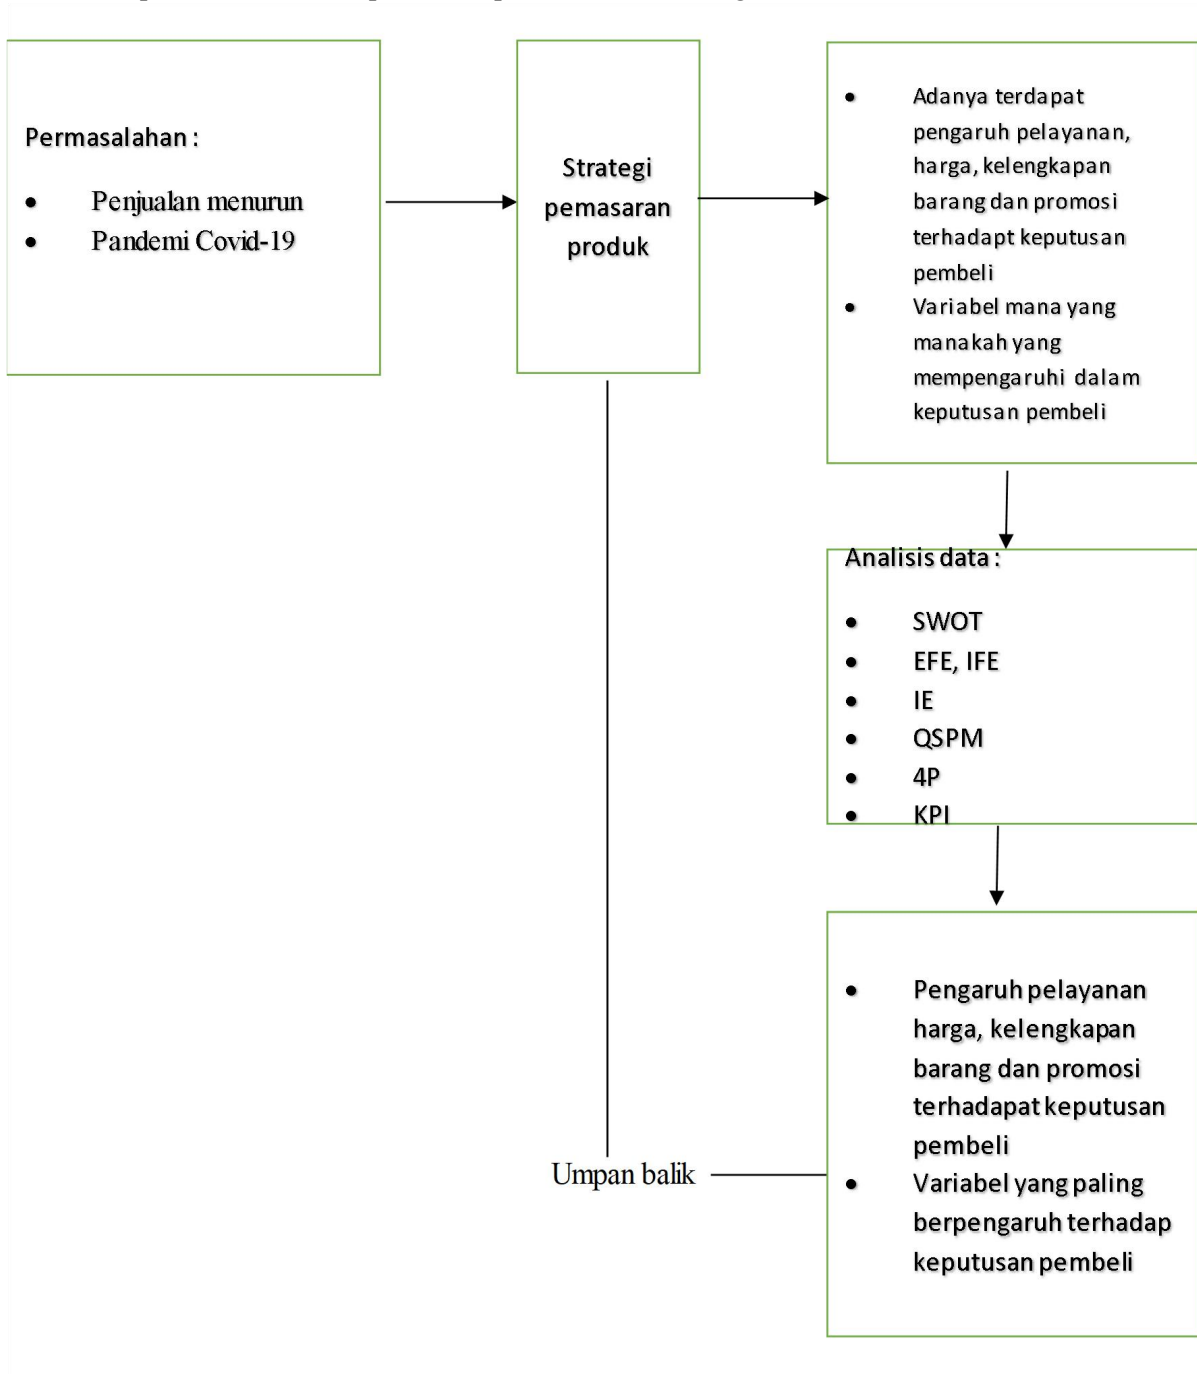 Permasalahan :
• Penjualan menurun
• Pandemi Covid-19
Strategi
pemasaran
produk
• Adanya terdapat
pengaruh pelayanan,
harga, kelengkapan
barang dan promosi
terhadapt keputusan
pembeli
• Variabel mana yang
manakah yang
mempengaruhi dalam
keputusan pembeli
Analisis data :
• SWOT
• EFE, IFE
• IE
• QSPM
• 4P
• KPI
• Pengaruh pelayanan
harga, kelengkapan
barang dan promosi
terhadapat keputusan
pembeli
• Variabel yang paling
berpengaruh terhadap
keputusan pembeli
Umpan balik